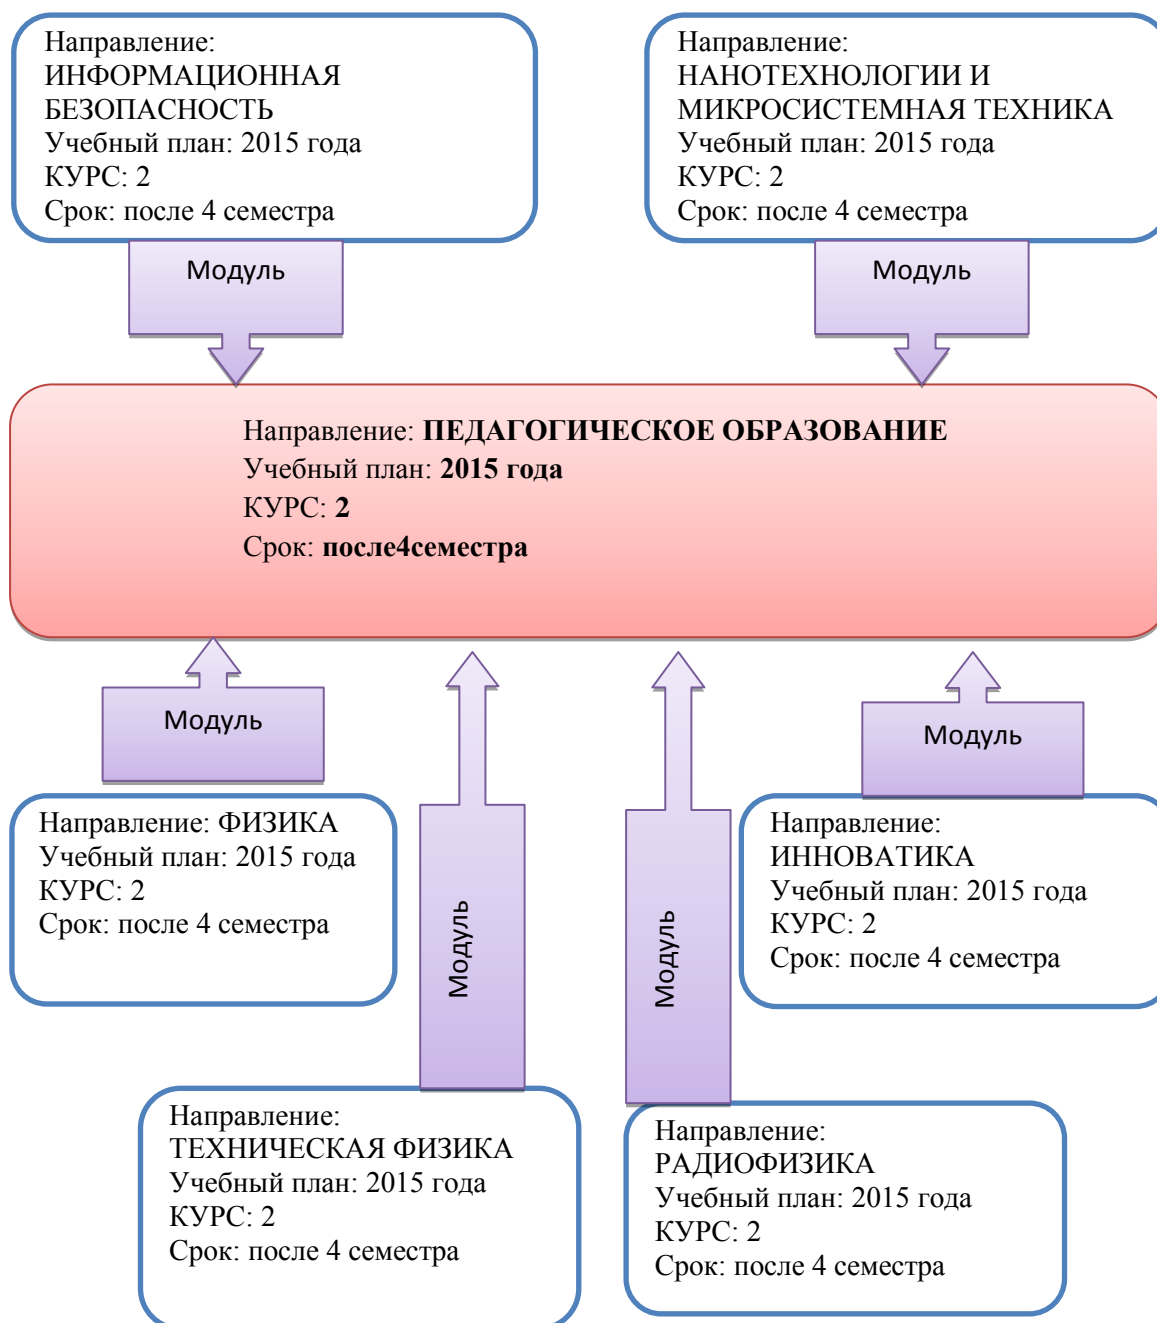 Направление:
ИНФОРМАЦИОННАЯ
БЕЗОПАСНОСТЬ
Учебный план: 2015 года
КУРС: 2
Срок: после 4 семестра
Направление:
НАНОТЕХНОЛОГИИ И
МИКРОСИСТЕМНАЯ ТЕХНИКА
Учебный план: 2015 года
КУРС: 2
Срок: после 4 семестра
Модуль
Модуль
Направление: ПЕДАГОГИЧЕСКОЕ ОБРАЗОВАНИЕ
Учебный план: 2015 года
КУРС: 2
Срок: после4семестра
Модуль
Модуль
Модуль
Модуль
Направление: ФИЗИКА
Учебный план: 2015 года
КУРС: 2
Срок: после 4 семестра
Направление:
ИННОВАТИКА
Учебный план: 2015 года
КУРС: 2
Срок: после 4 семестра
Направление:
ТЕХНИЧЕСКАЯ ФИЗИКА
Учебный план: 2015 года
КУРС: 2
Срок: после 4 семестра
Направление:
РАДИОФИЗИКА
Учебный план: 2015 года
КУРС: 2
Срок: после 4 семестра